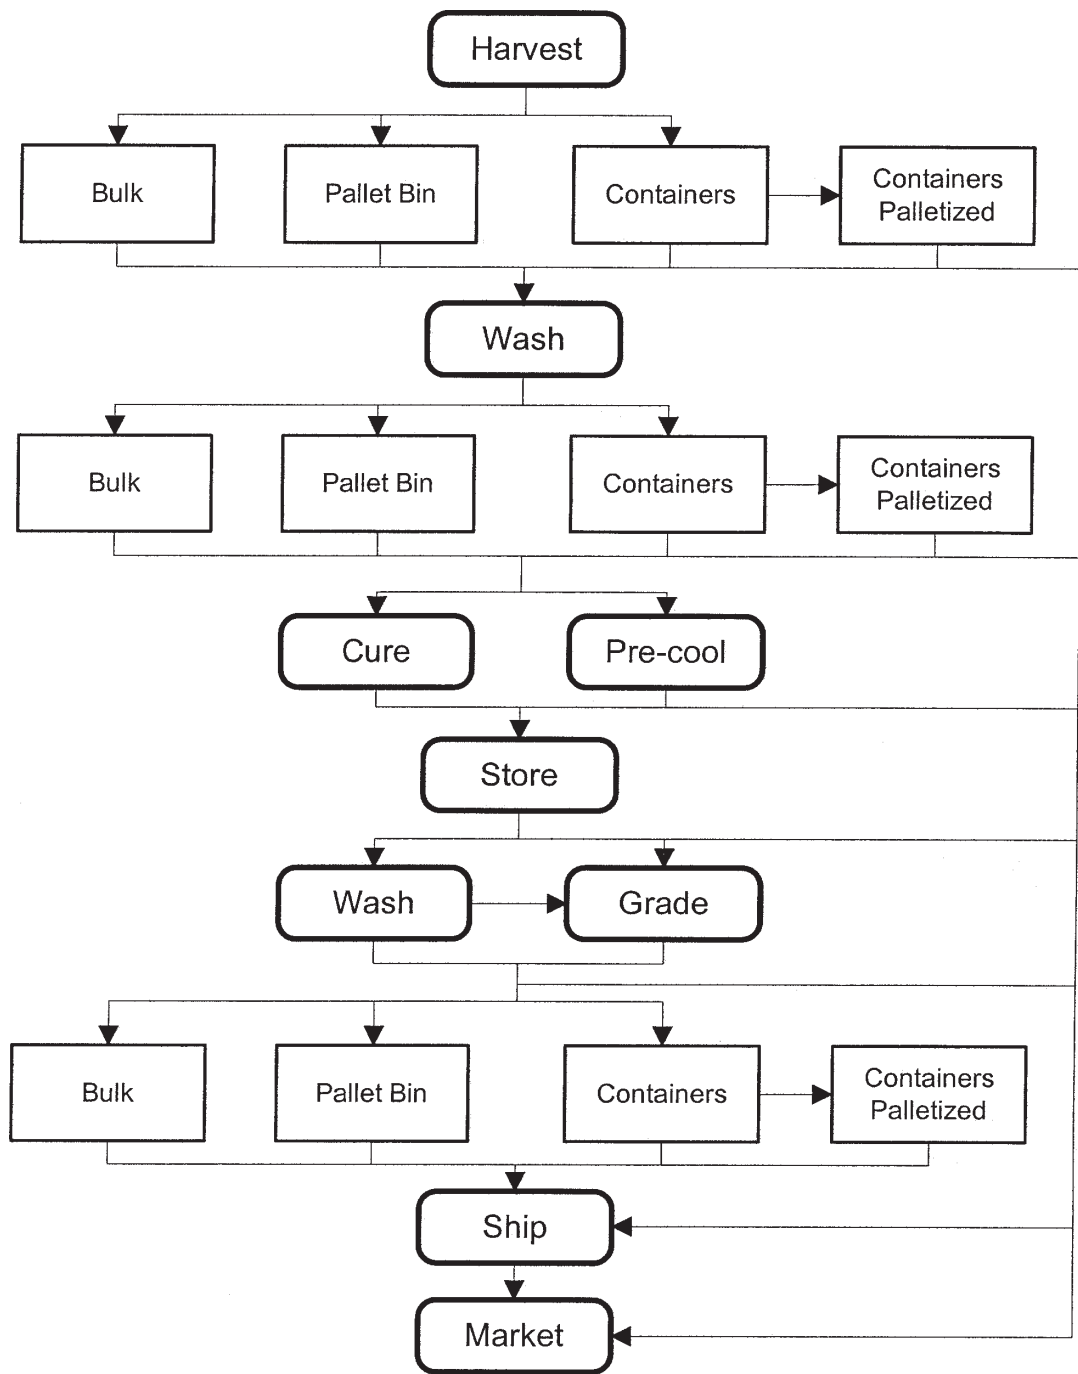 Harvest
Bulk
Pallet Bin
Containers
Containers
Palletized
Wash
Bulk
Pallet Bin
Containers
Containers
Palletized
Cure
Pre-cool
Store
Wash
Grade
Bulk
Pallet Bin
Containers
Containers
Palletized
Ship
Market